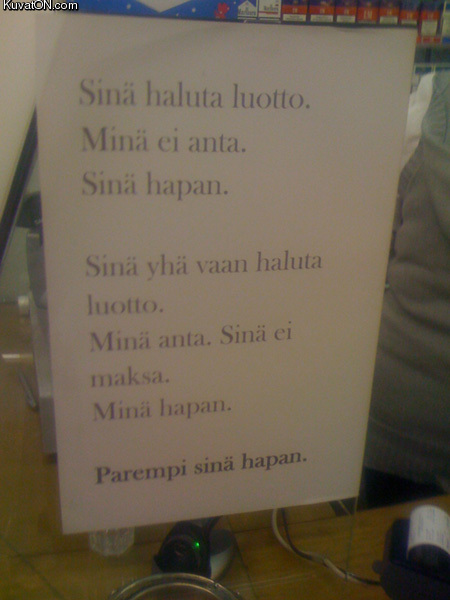 KuvatON.com
Sinä haluta luotto.
Minä ei anta.
Sinä hapan.
Sinä yhä vaan haluta
luotto.
Minä anta. Sinä ei
maksa.
Minä hapan.
Parempi sinä hapan.